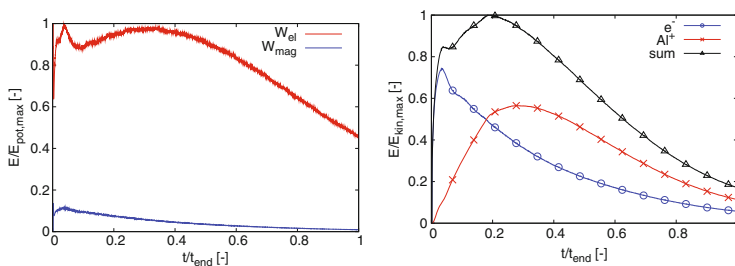 1
0.8
0.6
0.4
0.2
0
0 0.2 0.4 0.6 0.8 1
E/E_pot,max [-]
t/t_end [-]
W_el
W_mag
1
0.8
0.6
0.4
0.2
0
0 0.2 0.4 0.6 0.8
E/E_kin,max [-]
t/t_end [-]
e⁻
Al⁺
sum